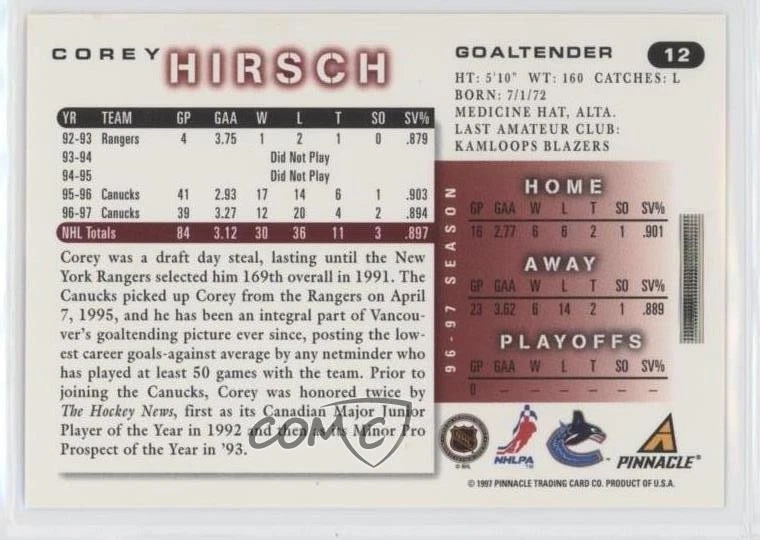 COREY HIRSCH
GOALTENDER 12
HT: 5'10" WT: 160 CATCHES: L
BORN: 7/1/72
MEDICINE HAT, ALTA.
LAST AMATEUR CLUB:
KAMLOOPS BLAZERS
YR TEAM GP GAA W L T SO SV%
92-93 Rangers 4 3.75 1 2 1 0 .879
93-94 Did Not Play
94-95 Did Not Play
95-96 Canucks 41 2.93 17 14 6 1 .903
96-97 Canucks 39 3.27 12 20 4 2 .894
NHL Totals 84 3.12 30 36 11 3 .897
Corey was a draft day steal, lasting until the New
York Rangers selected him 169th overall in 1991. The
Canucks picked up Corey from the Rangers on April
7, 1995, and he has been an integral part of Vancou-
ver's goaltending picture ever since, posting the low-
est career goals-against average by any netminder who
has played at least 50 games with the team. Prior to
joining the Canucks, Corey was honored twice by
The Hockey News, first as its Canadian Major Junior
Player of the Year in 1992 and then as its Minor Pro
Prospect of the Year in '93.
96-97 SEASON
HOME
GP GAA W L T SO SV%
16 2.77 6 6 2 1 .901
AWAY
GP GAA W L T SO SV%
23 3.62 6 14 2 1 .889
PLAYOFFS
GP GAA W L T SO SV%
0 – – – – – –
COMC
NHL
© NHL
NHLPA
PINNACLE
© 1997 PINNACLE TRADING CARD CO. PRODUCT OF U.S.A.